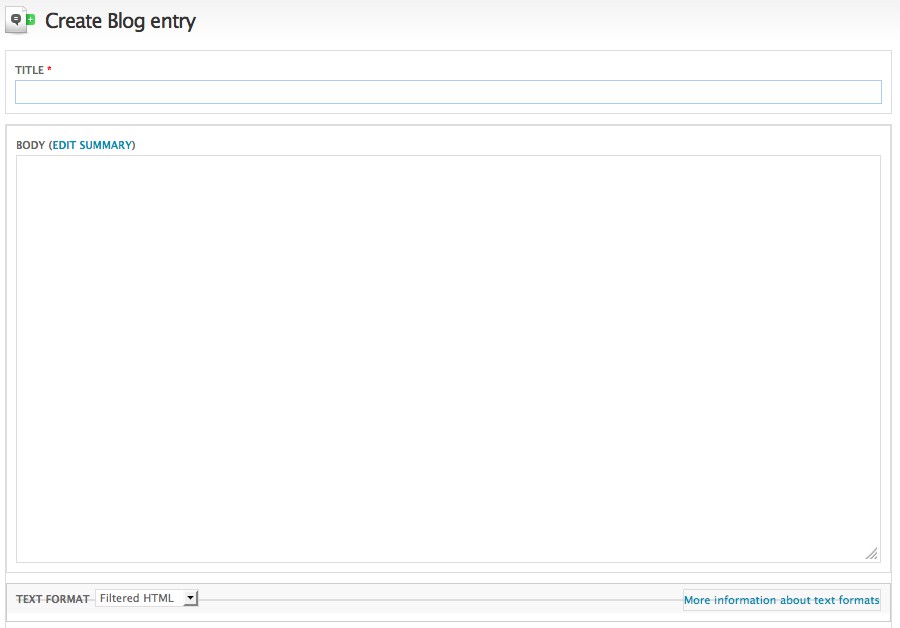 Create Blog entry
TITLE *
BODY (EDIT SUMMARY)
TEXT FORMAT Filtered HTML More information about text formats